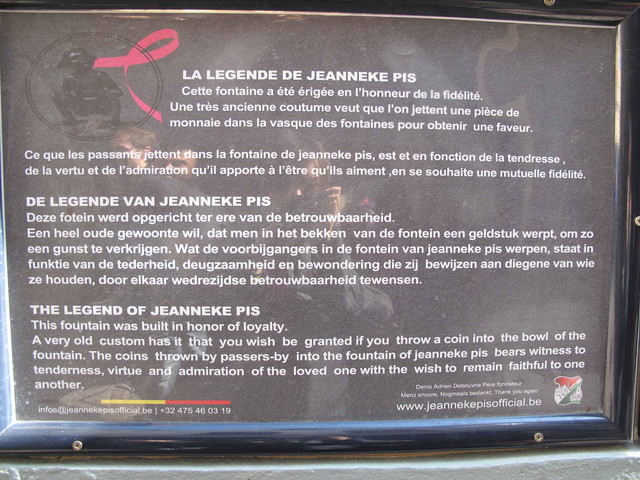 LA LEGENDE DE JEANNEKE PIS
Cette fontaine a été érigée en l'honneur de la fidélité.
Une très ancienne coutume veut que l'on jettent une pièce de
monnaie dans la vasque des fontaines pour obtenir une faveur.
Ce que les passants jettent dans la fontaine de jeanneke pis, est et en fonction de la tendresse ,
de la vertu et de l'admiration qu'il apporte à l'être qu'ils aiment ,en se souhaite une mutuelle fidélité.
DE LEGENDE VAN JEANNEKE PIS
Deze fotein werd opgericht ter ere van de betrouwbaarheid.
Een heel oude gewoonte wil, dat men in het bekken van de fontein een geldstuk werpt, om zo
een gunst te verkrijgen. Wat de voorbijgangers in de fontein van jeanneke pis werpen, staat in
funktie van de tederheid, deugzaamheid en bewondering die zij bewijzen aan diegene van wie
ze houden, door elkaar wedrezijdse betrouwbaarheid tewensen.
THE LEGEND OF JEANNEKE PIS
This fountain was built in honor of loyalty.
A very old custom has it that you wish be granted if you throw a coin into the bowl of the
fountain. The coins thrown by passers-by into the fountain of jeanneke pis bears witness to
tenderness, virtue and admiration of the loved one with the wish to remain faithful to one
another.
Denis Adrien Debouvrie Père fondateur
Merci encore, Nogmaals bedankt, Thank you again
infos@jeannekepisofficial.be | +32 475 46 03 19
www.jeannekepisofficial.be